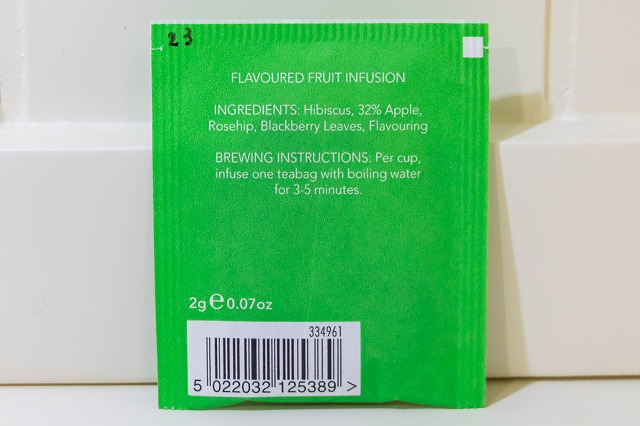 23
FLAVOURED FRUIT INFUSION
INGREDIENTS: Hibiscus, 32% Apple,
Rosehip, Blackberry Leaves, Flavouring
BREWING INSTRUCTIONS: Per cup,
infuse one teabag with boiling water
for 3-5 minutes.
2g ℮ 0.07oz
334961
5 022032 125389 >